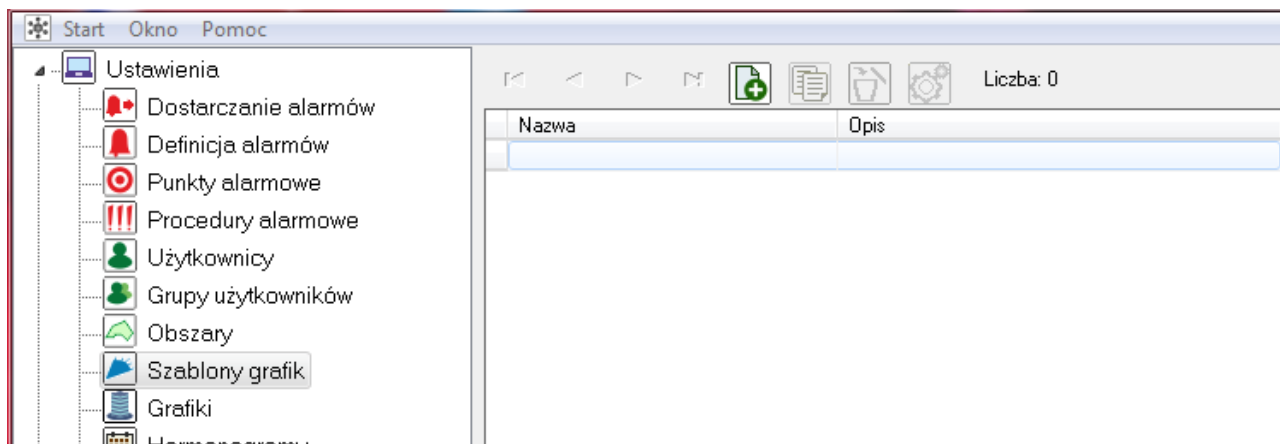 Start Okno Pomoc
Ustawienia
Dostarczanie alarmów
Definicja alarmów
Punkty alarmowe
Procedury alarmowe
Użytkownicy
Grupy użytkowników
Obszary
Szablony grafik
Grafiki
Harmonogramy
Liczba: 0
Nazwa Opis